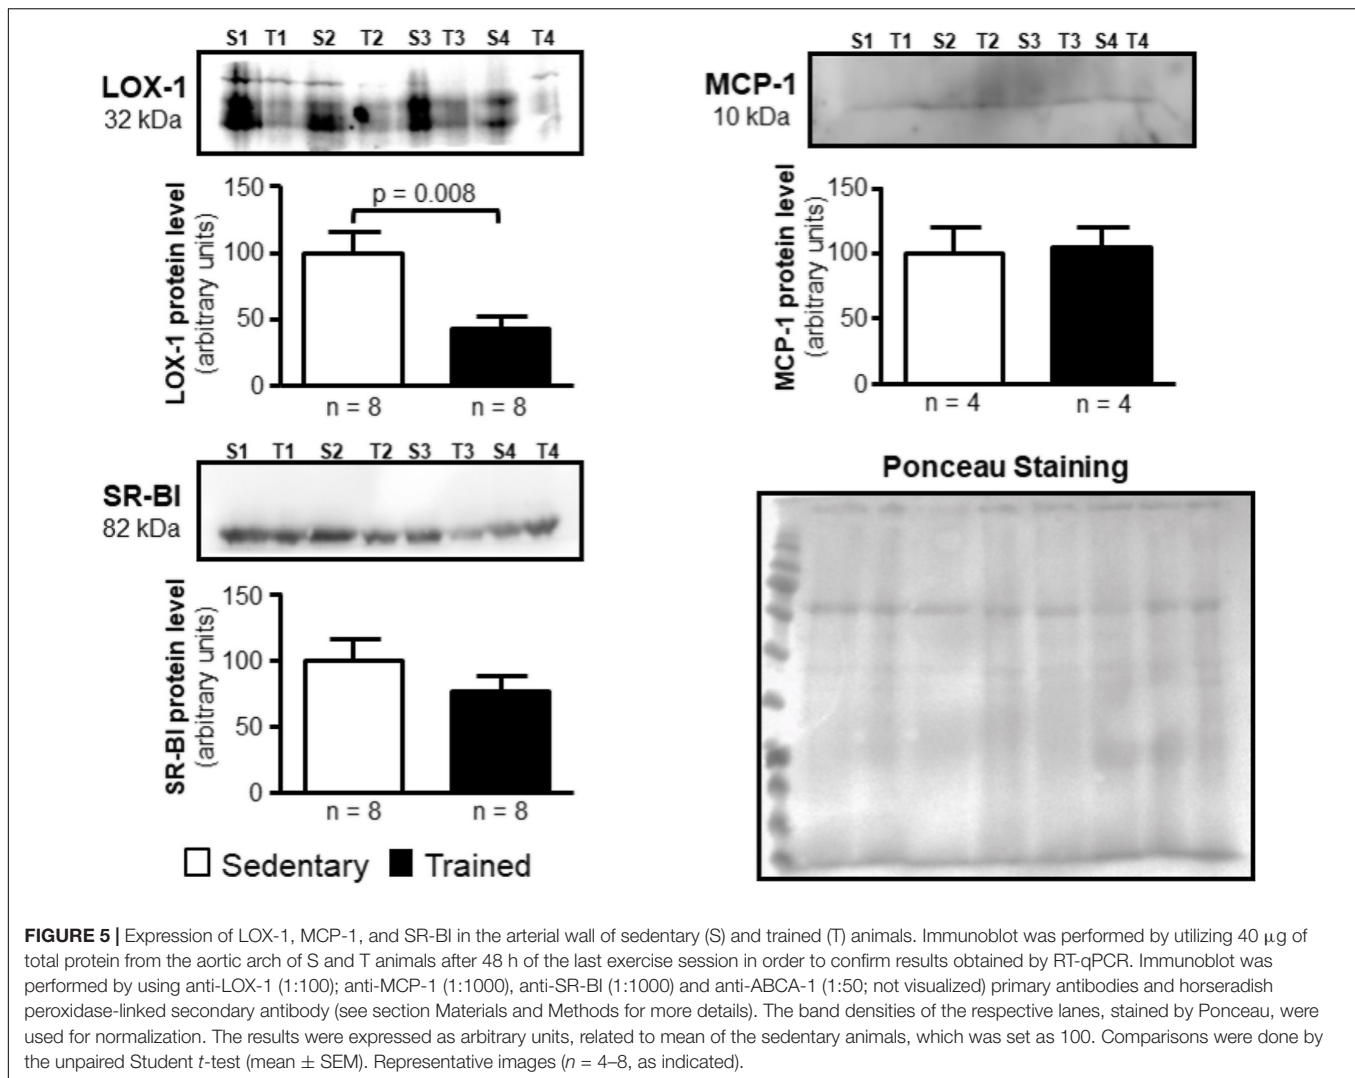 S1 T1 S2 T2 S3 T3 S4 T4
LOX-1
32 kDa
150
100
50
0
LOX-1 protein level
(arbitrary units)
p = 0.008
n = 8 n = 8
S1 T1 S2 T2 S3 T3 S4 T4
MCP-1
10 kDa
150
100
50
0
MCP-1 protein level
(arbitrary units)
n = 4 n = 4
S1 T1 S2 T2 S3 T3 S4 T4
SR-BI
82 kDa
150
100
50
0
SR-BI protein level
(arbitrary units)
n = 8 n = 8
Sedentary Trained
Ponceau Staining
FIGURE 5 | Expression of LOX-1, MCP-1, and SR-BI in the arterial wall of sedentary (S) and trained (T) animals. Immunoblot was performed by utilizing 40 μg of
total protein from the aortic arch of S and T animals after 48 h of the last exercise session in order to confirm results obtained by RT-qPCR. Immunoblot was
performed by using anti-LOX-1 (1:100); anti-MCP-1 (1:1000), anti-SR-BI (1:1000) and anti-ABCA-1 (1:50; not visualized) primary antibodies and horseradish
peroxidase-linked secondary antibody (see section Materials and Methods for more details). The band densities of the respective lanes, stained by Ponceau, were
used for normalization. The results were expressed as arbitrary units, related to mean of the sedentary animals, which was set as 100. Comparisons were done by
the unpaired Student t-test (mean ± SEM). Representative images (n = 4–8, as indicated).